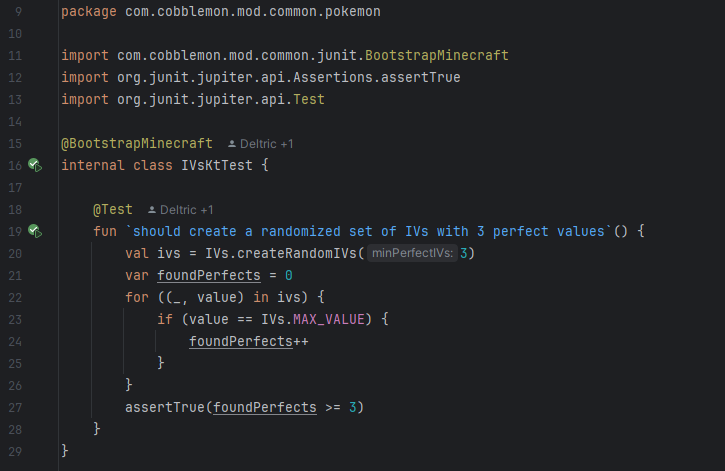 9 package com.cobblemon.mod.common.pokemon
10
11 import com.cobblemon.mod.common.junit.BootstrapMinecraft
12 import org.junit.jupiter.api.Assertions.assertTrue
13 import org.junit.jupiter.api.Test
14
15 @BootstrapMinecraft Deltric +1
16 internal class IVsKtTest {
17
18 @Test Deltric +1
19 fun `should create a randomized set of IVs with 3 perfect values`() {
20 val ivs = IVs.createRandomIVs( minPerfectIVs: 3)
21 var foundPerfects = 0
22 for ((_, value) in ivs) {
23 if (value == IVs.MAX_VALUE) {
24 foundPerfects++
25 }
26 }
27 assertTrue(foundPerfects >= 3)
28 }
29 }